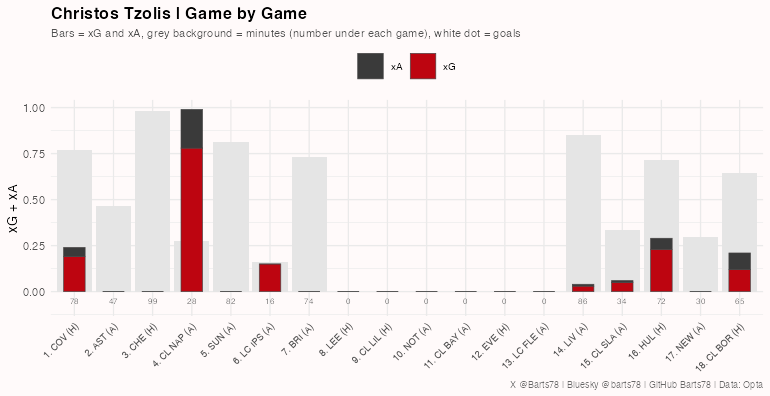 Christos Tzolis | Game by Game
Bars = xG and xA, grey background = minutes (number under each game), white dot = goals
xA xG
xG + xA
1.00
0.75
0.50
0.25
0.00
78 47 99 28 82 16 74 0 0 0 0 0 0 86 34 72 30 65
1. COV (H)
2. AST (A)
3. CHE (H)
4. CL NAP (A)
5. SUN (A)
6. LC IPS (A)
7. BRI (A)
8. LEE (H)
9. CL LIL (H)
10. NOT (A)
11. CL BAY (A)
12. EVE (H)
13. LC FLE (A)
14. LIV (A)
15. CL SLA (A)
16. HUL (H)
17. NEW (A)
18. CL BOR (H)
X @Barts78 | Bluesky @barts78 | GitHub Barts78 | Data: Opta